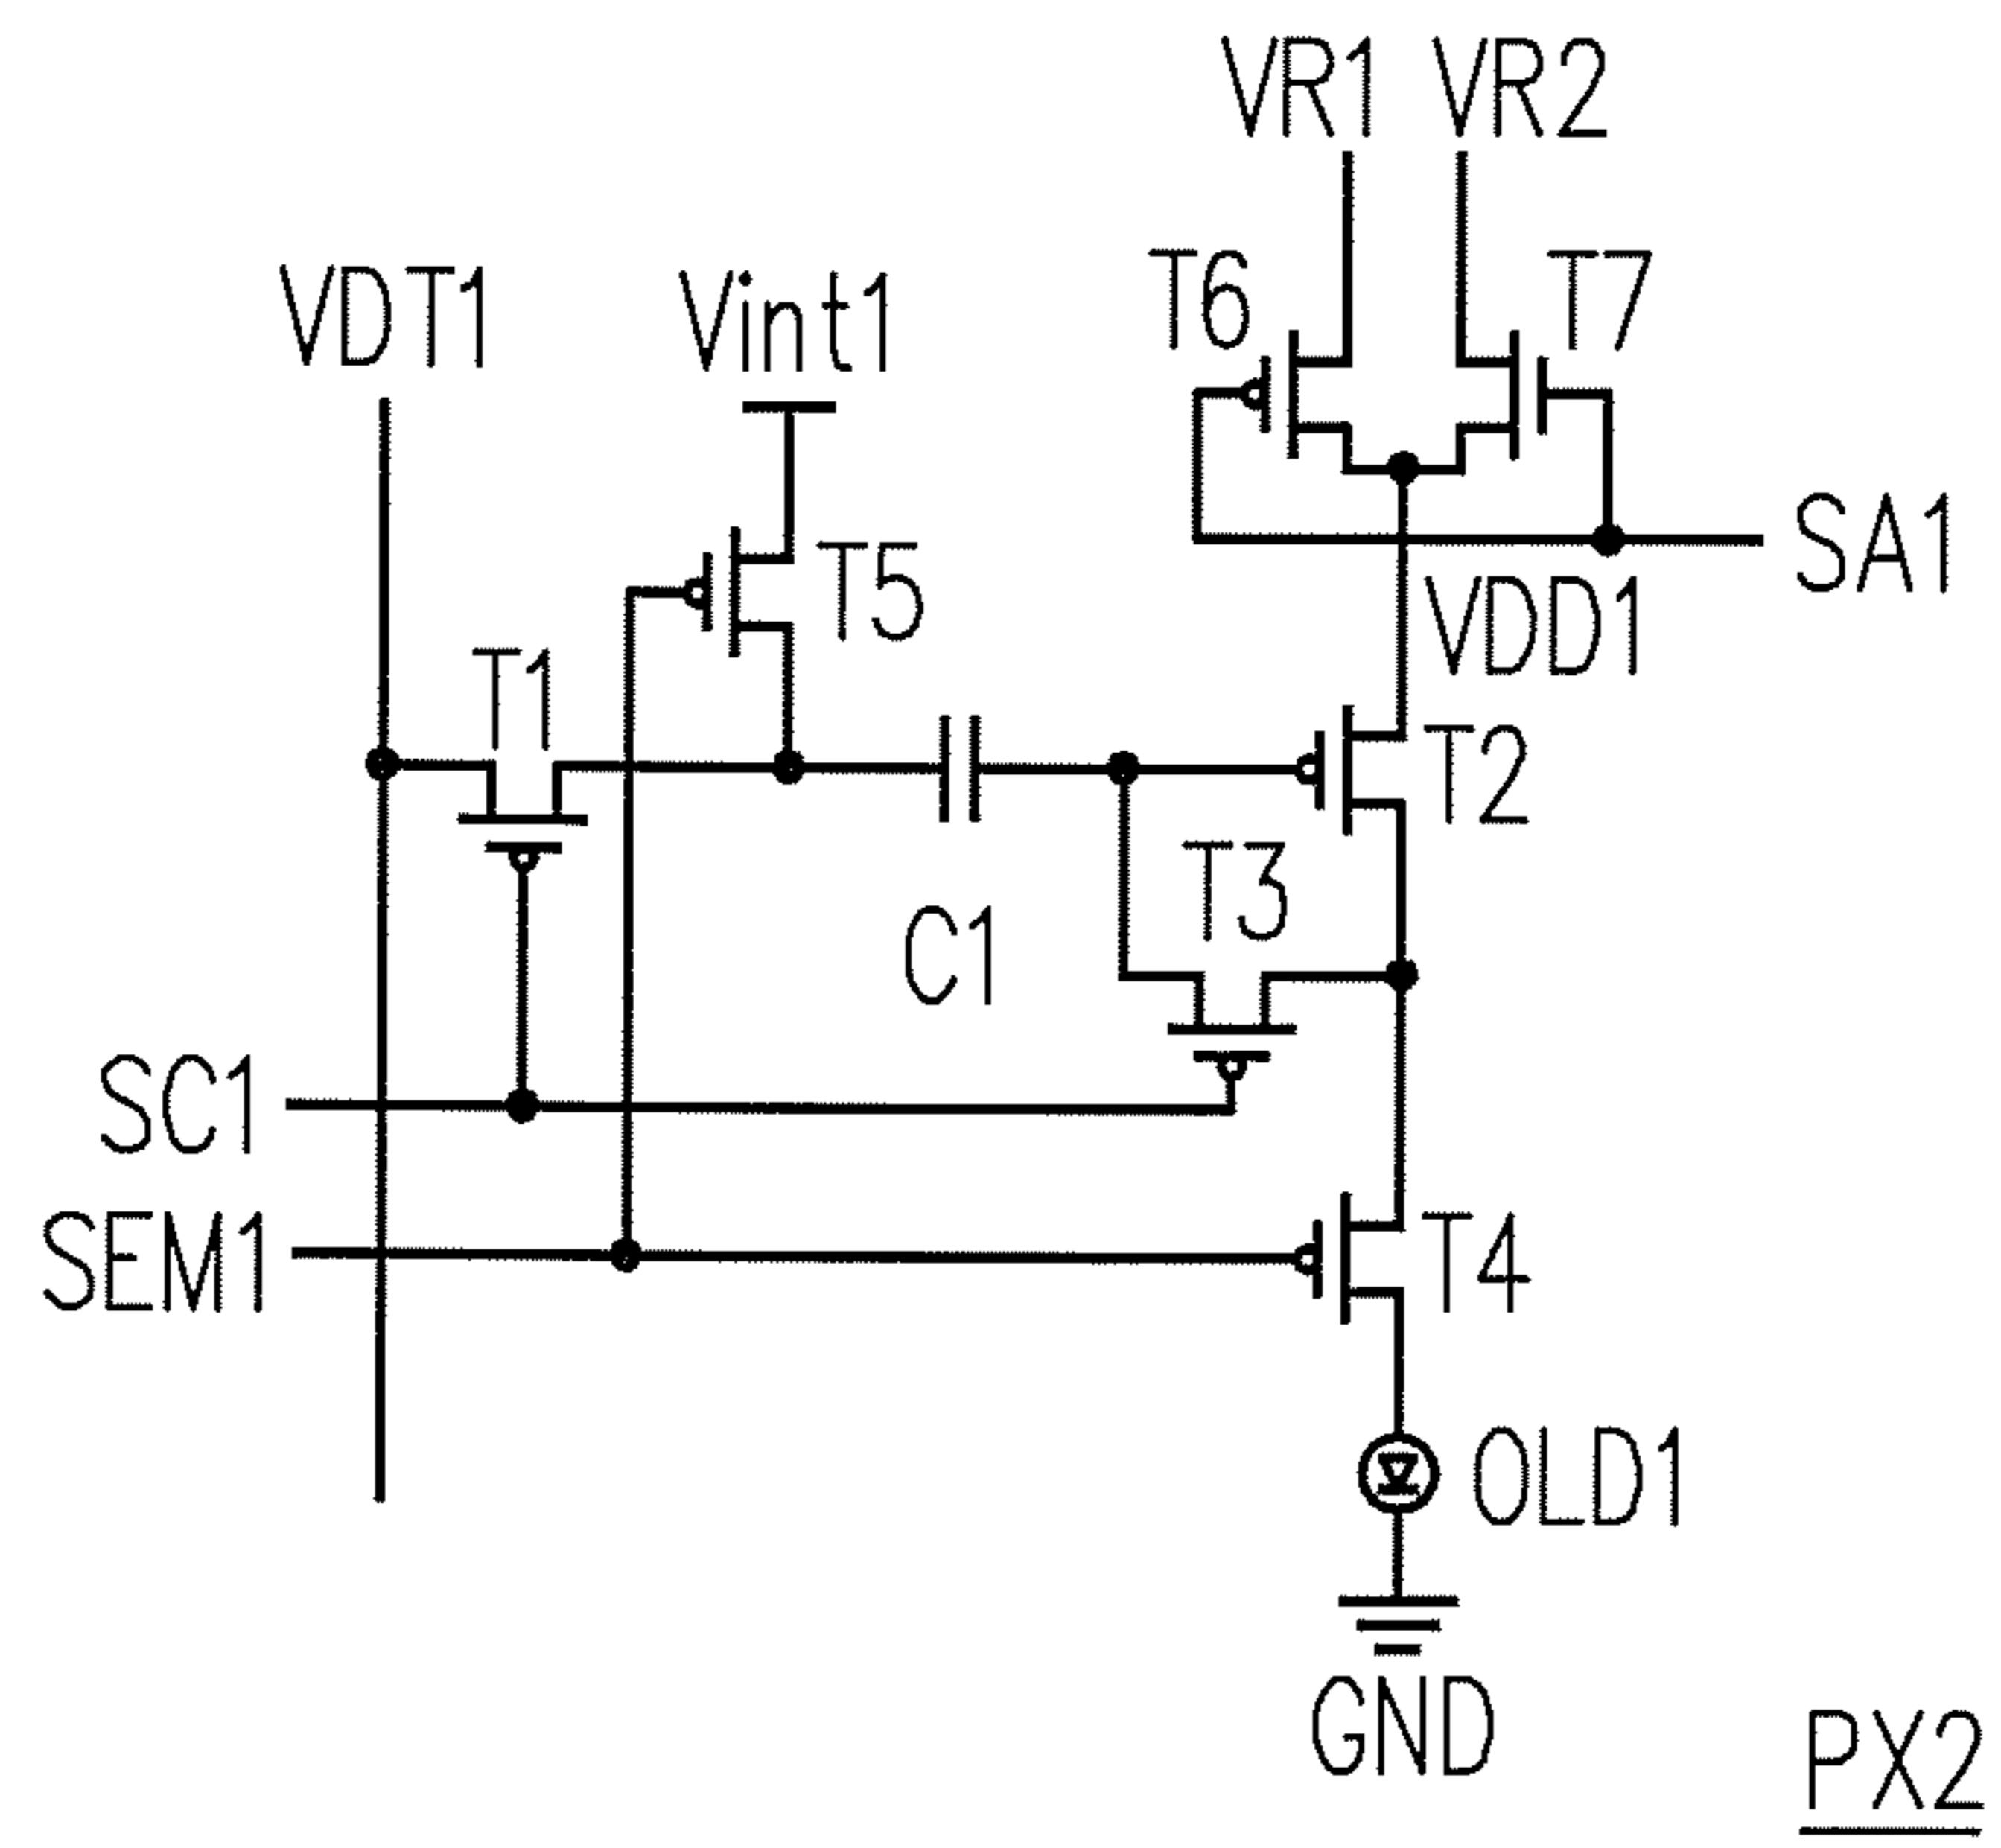 VR1 VR2
VDT1 Vint1 T6 T7
SA1
T5
VDD1
T1
T2
T3
C1
SC1
SEM1 T4
OLD1
GND
PX2